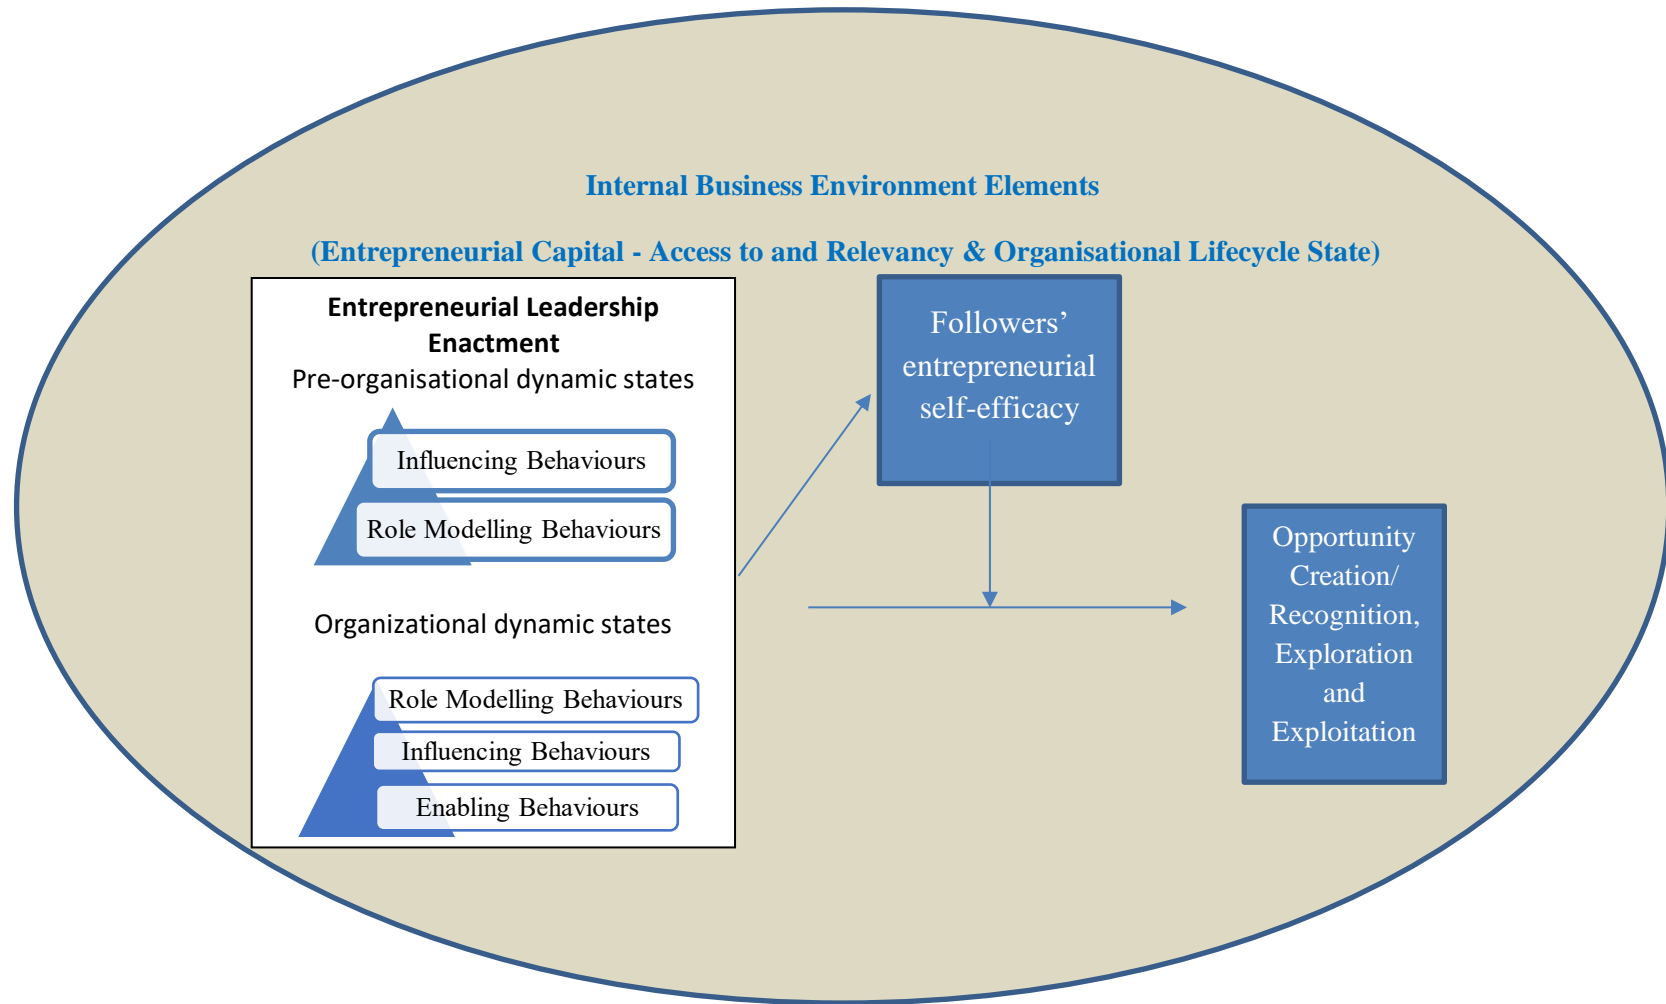 Internal Business Environment Elements
(Entrepreneurial Capital - Access to and Relevancy & Organisational Lifecycle State)
Entrepreneurial Leadership
Enactment
Pre-organisational dynamic states
Influencing Behaviours
Role Modelling Behaviours
Organizational dynamic states
Role Modelling Behaviours
Influencing Behaviours
Enabling Behaviours
Followers’
entrepreneurial
self-efficacy
Opportunity
Creation/
Recognition,
Exploration
and
Exploitation